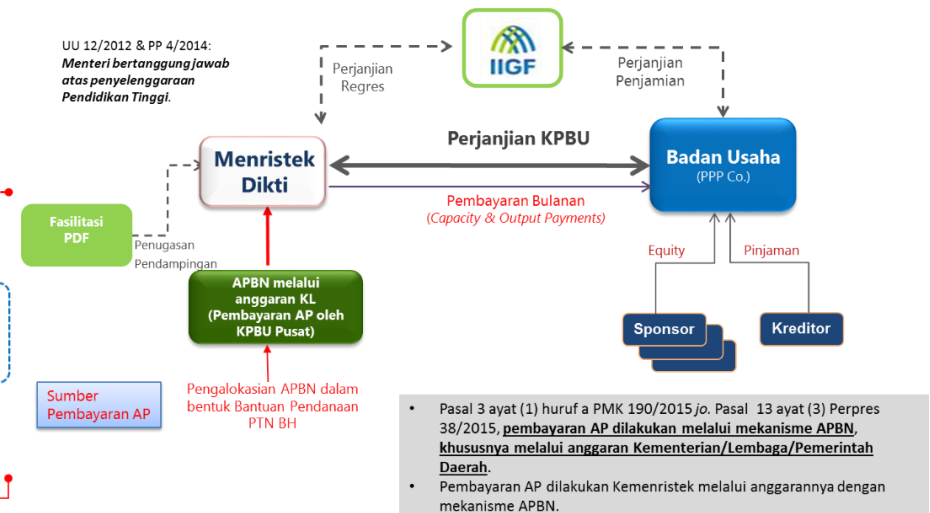 UU 12/2012 & PP 4/2014:
Menteri bertanggung jawab
atas penyelenggaraan
Pendidikan Tinggi.
IIGF
Perjanjian
Regres
Perjanjian
Penjaminan
Perjanjian KPBU
Menristek
Dikti
Badan Usaha
(PPP Co.)
Pembayaran Bulanan
(Capacity & Output Payments)
Fasilitasi
PDF
Penugasan
Pendampingan
Equity
Pinjaman
APBN melalui
anggaran KL
(Pembayaran AP oleh
KPBU Pusat)
Sponsor
Kreditor
Sumber
Pembayaran AP
Pengalokasian APBN dalam
bentuk Bantuan Pendanaan
PTN BH
• Pasal 3 ayat (1) huruf a PMK 190/2015 jo. Pasal 13 ayat (3) Perpres
38/2015, pembayaran AP dilakukan melalui mekanisme APBN,
khususnya melalui anggaran Kementerian/Lembaga/Pemerintah
Daerah.
• Pembayaran AP dilakukan Kemenristek melalui anggarannya dengan
mekanisme APBN.